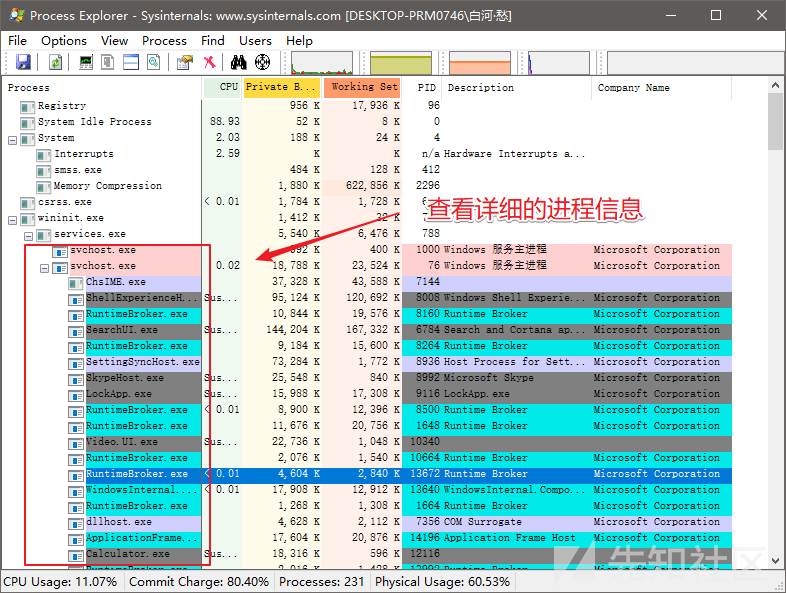 Process Explorer - Sysinternals: www.sysinternals.com [DESKTOP-PRM0746\白河·愁]
File Options View Process Find Users Help
Process CPU Private B... Working Set PID Description Company Name
Registry 956 K 17,936 K 96
System Idle Process 88.93 52 K 8 K 0
System 2.03 188 K 24 K 4
Interrupts 2.59 K K n/a Hardware Interrupts a...
smss.exe 484 K 128 K 412
Memory Compression 1,880 K 622,856 K 2296
csrss.exe < 0.01 1,784 K 1,728 K
wininit.exe 1,412 K 32 K
查看详细的进程信息
services.exe 5,540 K 6,476 K 788
svchost.exe 892 K 400 K 1000 Windows 服务主进程 Microsoft Corporation
svchost.exe 0.02 18,788 K 23,524 K 76 Windows 服务主进程 Microsoft Corporation
ChsIME.exe 37,328 K 43,588 K 7144
ShellExperienceH... Sus... 95,124 K 120,692 K 8008 Windows Shell Experie... Microsoft Corporation
RuntimeBroker.exe 10,844 K 19,576 K 8160 Runtime Broker Microsoft Corporation
SearchUI.exe Sus... 144,204 K 167,332 K 6784 Search and Cortana ap... Microsoft Corporation
RuntimeBroker.exe 9,184 K 15,600 K 8264 Runtime Broker Microsoft Corporation
SettingSyncHost.exe 73,284 K 1,772 K 8936 Host Process for Sett... Microsoft Corporation
SkypeHost.exe Sus... 25,548 K 840 K 8992 Microsoft Skype Microsoft Corporation
LockApp.exe Sus... 15,988 K 17,308 K 9116 LockApp.exe Microsoft Corporation
RuntimeBroker.exe < 0.01 8,900 K 12,396 K 8500 Runtime Broker Microsoft Corporation
RuntimeBroker.exe 11,676 K 20,756 K 1648 Runtime Broker Microsoft Corporation
Video.UI.exe Sus... 22,736 K 1,048 K 10340
RuntimeBroker.exe 2,076 K 1,540 K 10664 Runtime Broker Microsoft Corporation
RuntimeBroker.exe < 0.01 4,604 K 2,840 K 13672 Runtime Broker Microsoft Corporation
WindowsInternal.... < 0.01 17,908 K 12,912 K 13640 WindowsInternal.Compo... Microsoft Corporation
RuntimeBroker.exe 1,268 K 1,308 K 1664 Runtime Broker Microsoft Corporation
dllhost.exe 4,628 K 2,112 K 7356 COM Surrogate Microsoft Corporation
ApplicationFrame... 17,604 K 20,876 K 14196 Application Frame Host Microsoft Corporation
Calculator.exe Sus... 18,316 K 596 K 12116
先知社区
CPU Usage: 11.07% Commit Charge: 80.40% Processes: 231 Physical Usage: 60.53%